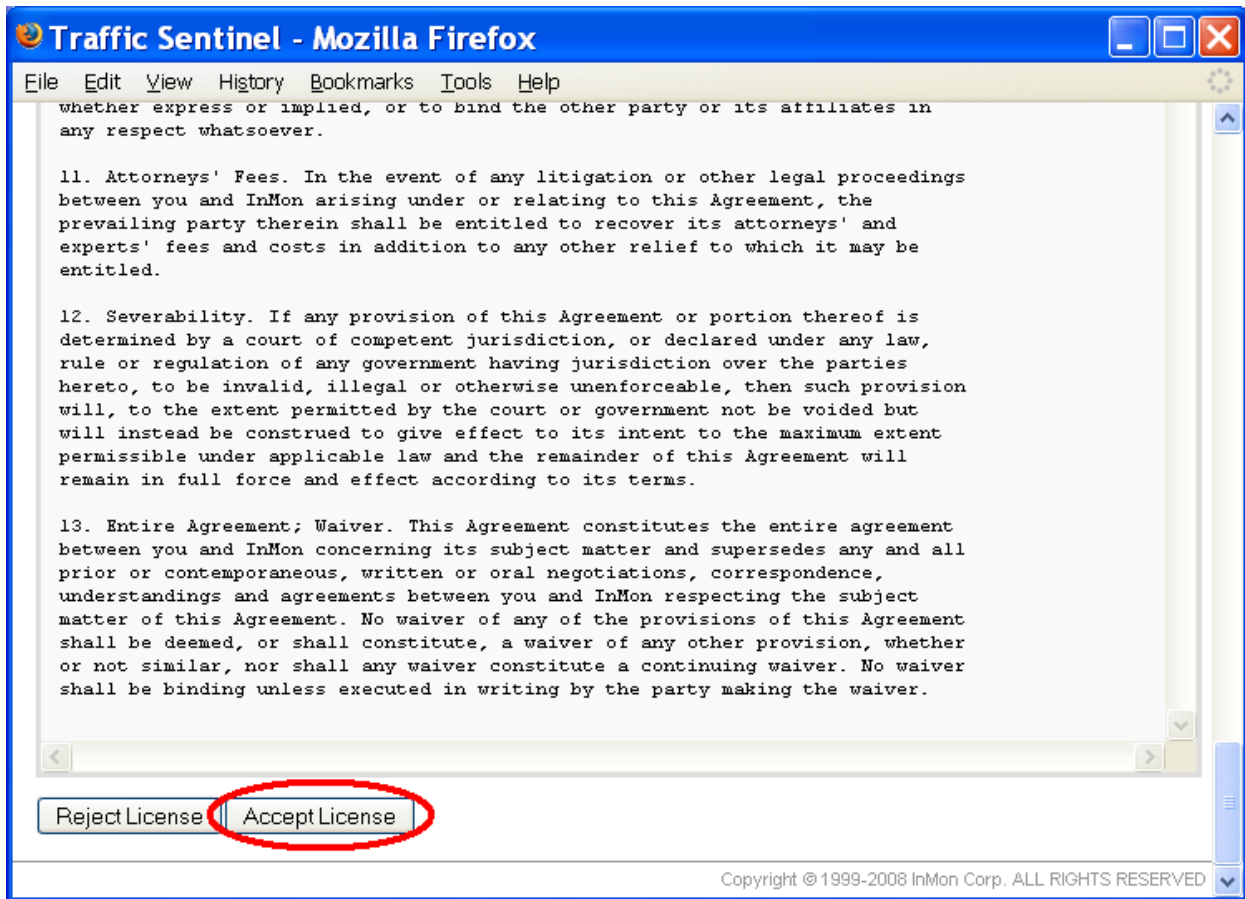 Traffic Sentinel - Mozilla Firefox
File Edit View History Bookmarks Tools Help
whether express or implied, or to bind the other party or its affiliates in
any respect whatsoever.
11. Attorneys' Fees. In the event of any litigation or other legal proceedings
between you and InMon arising under or relating to this Agreement, the
prevailing party therein shall be entitled to recover its attorneys' and
experts' fees and costs in addition to any other relief to which it may be
entitled.
12. Severability. If any provision of this Agreement or portion thereof is
determined by a court of competent jurisdiction, or declared under any law,
rule or regulation of any government having jurisdiction over the parties
hereto, to be invalid, illegal or otherwise unenforceable, then such provision
will, to the extent permitted by the court or government not be voided but
will instead be construed to give effect to its intent to the maximum extent
permissible under applicable law and the remainder of this Agreement will
remain in full force and effect according to its terms.
13. Entire Agreement; Waiver. This Agreement constitutes the entire agreement
between you and InMon concerning its subject matter and supersedes any and all
prior or contemporaneous, written or oral negotiations, correspondence,
understandings and agreements between you and InMon respecting the subject
matter of this Agreement. No waiver of any of the provisions of this Agreement
shall be deemed, or shall constitute, a waiver of any other provision, whether
or not similar, nor shall any waiver constitute a continuing waiver. No waiver
shall be binding unless executed in writing by the party making the waiver.
Reject License Accept License
Copyright © 1999-2008 InMon Corp. ALL RIGHTS RESERVED